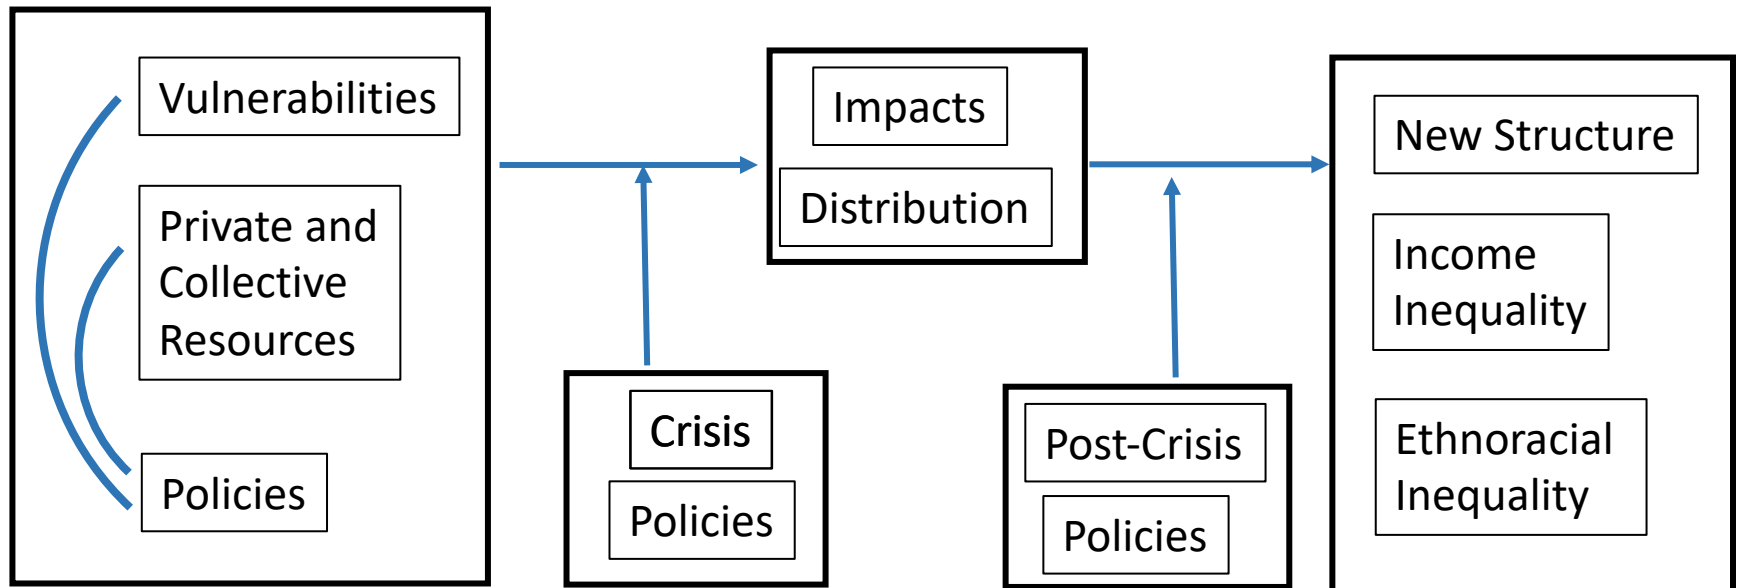 Vulnerabilities
Private and
Collective
Resources
Policies
Crisis
Policies
Impacts
Distribution
Post-Crisis
Policies
New Structure
Income
Inequality
Ethnoracial
Inequality